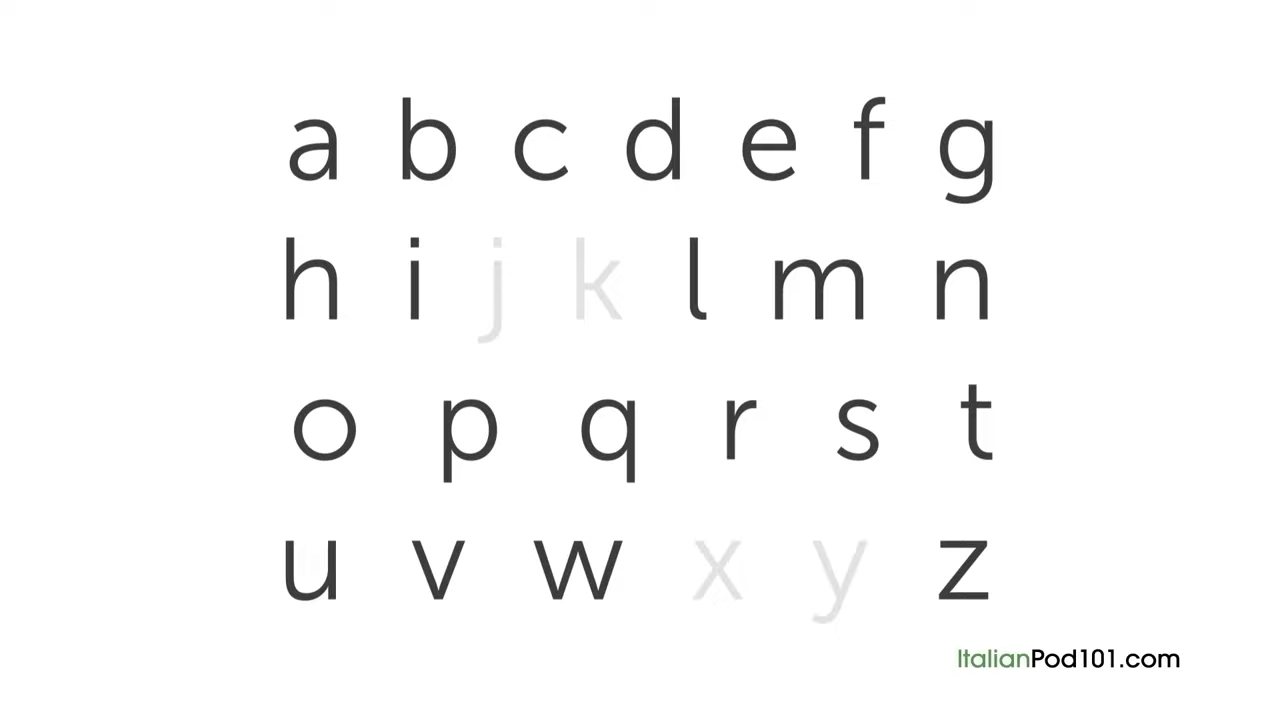 a b c d e f g
h i j k l m n
o p q r s t
u v w x y z
ItalianPod101.com